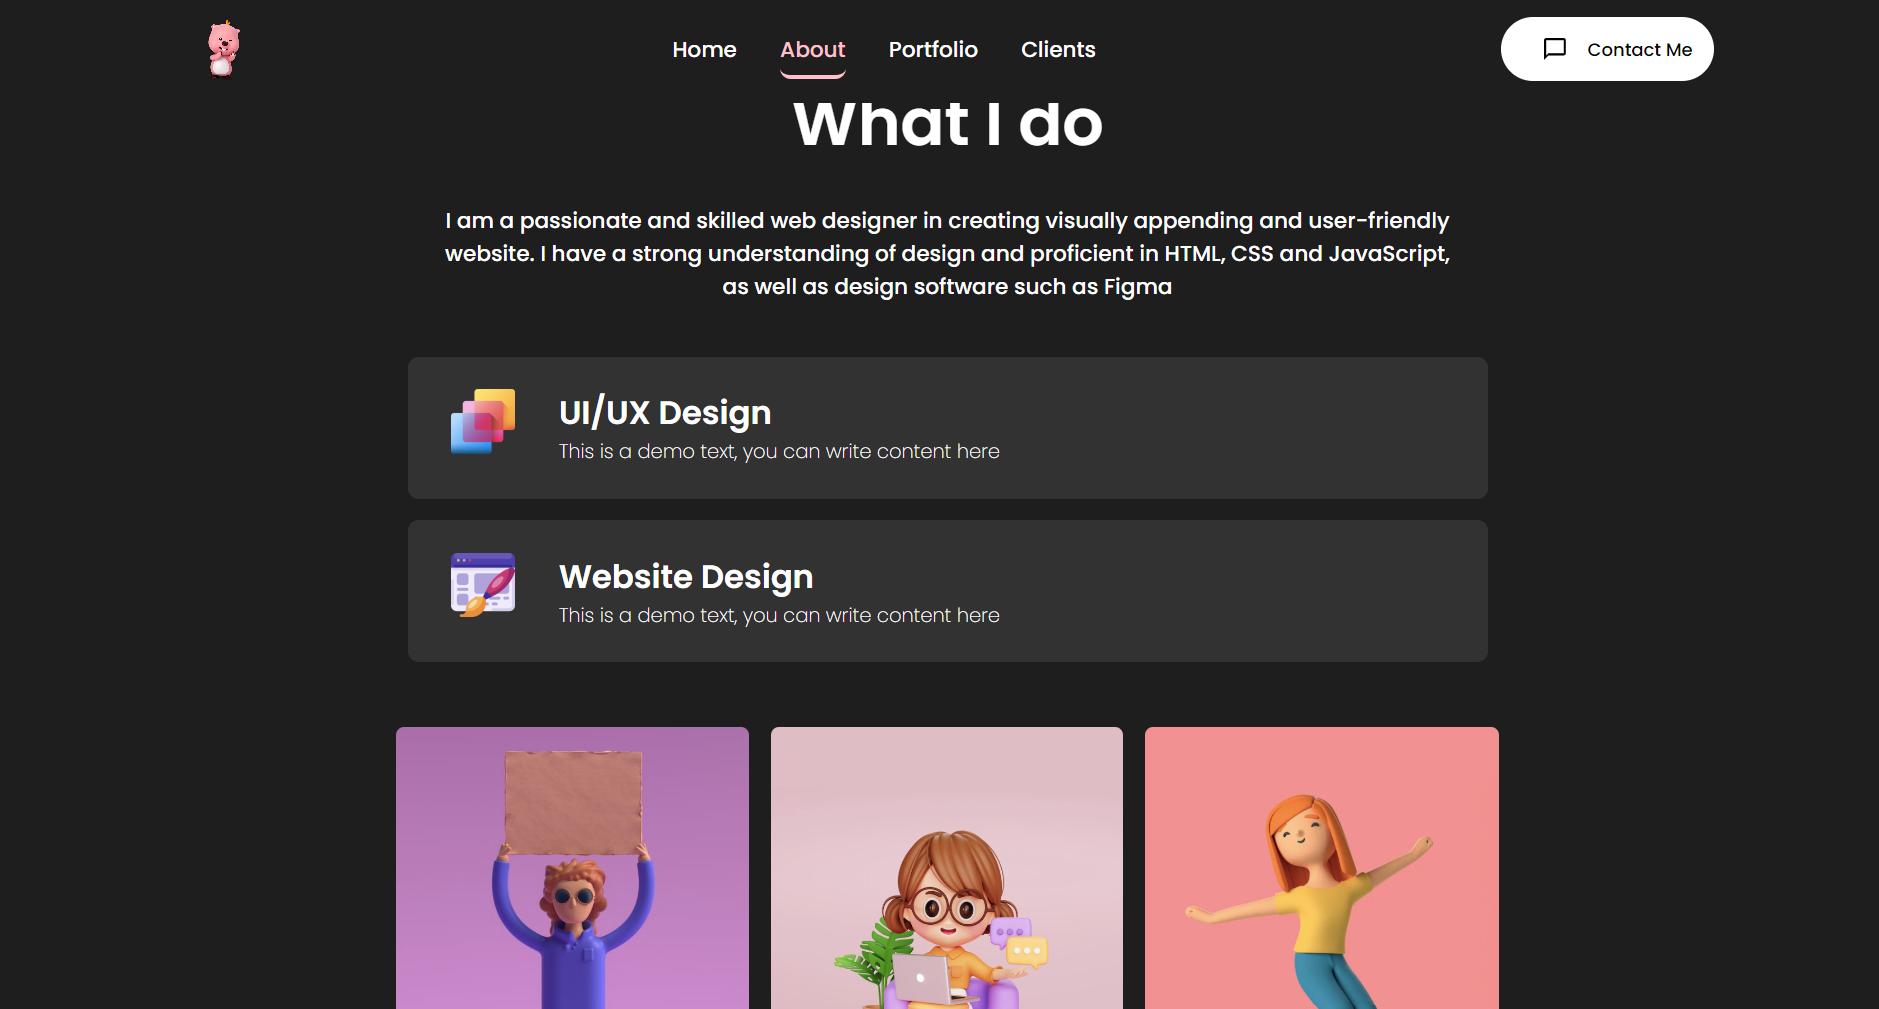 Home About Portfolio Clients Contact Me
What I do
I am a passionate and skilled web designer in creating visually appending and user-friendly
website. I have a strong understanding of design and proficient in HTML, CSS and JavaScript,
as well as design software such as Figma
UI/UX Design
This is a demo text, you can write content here
Website Design
This is a demo text, you can write content here